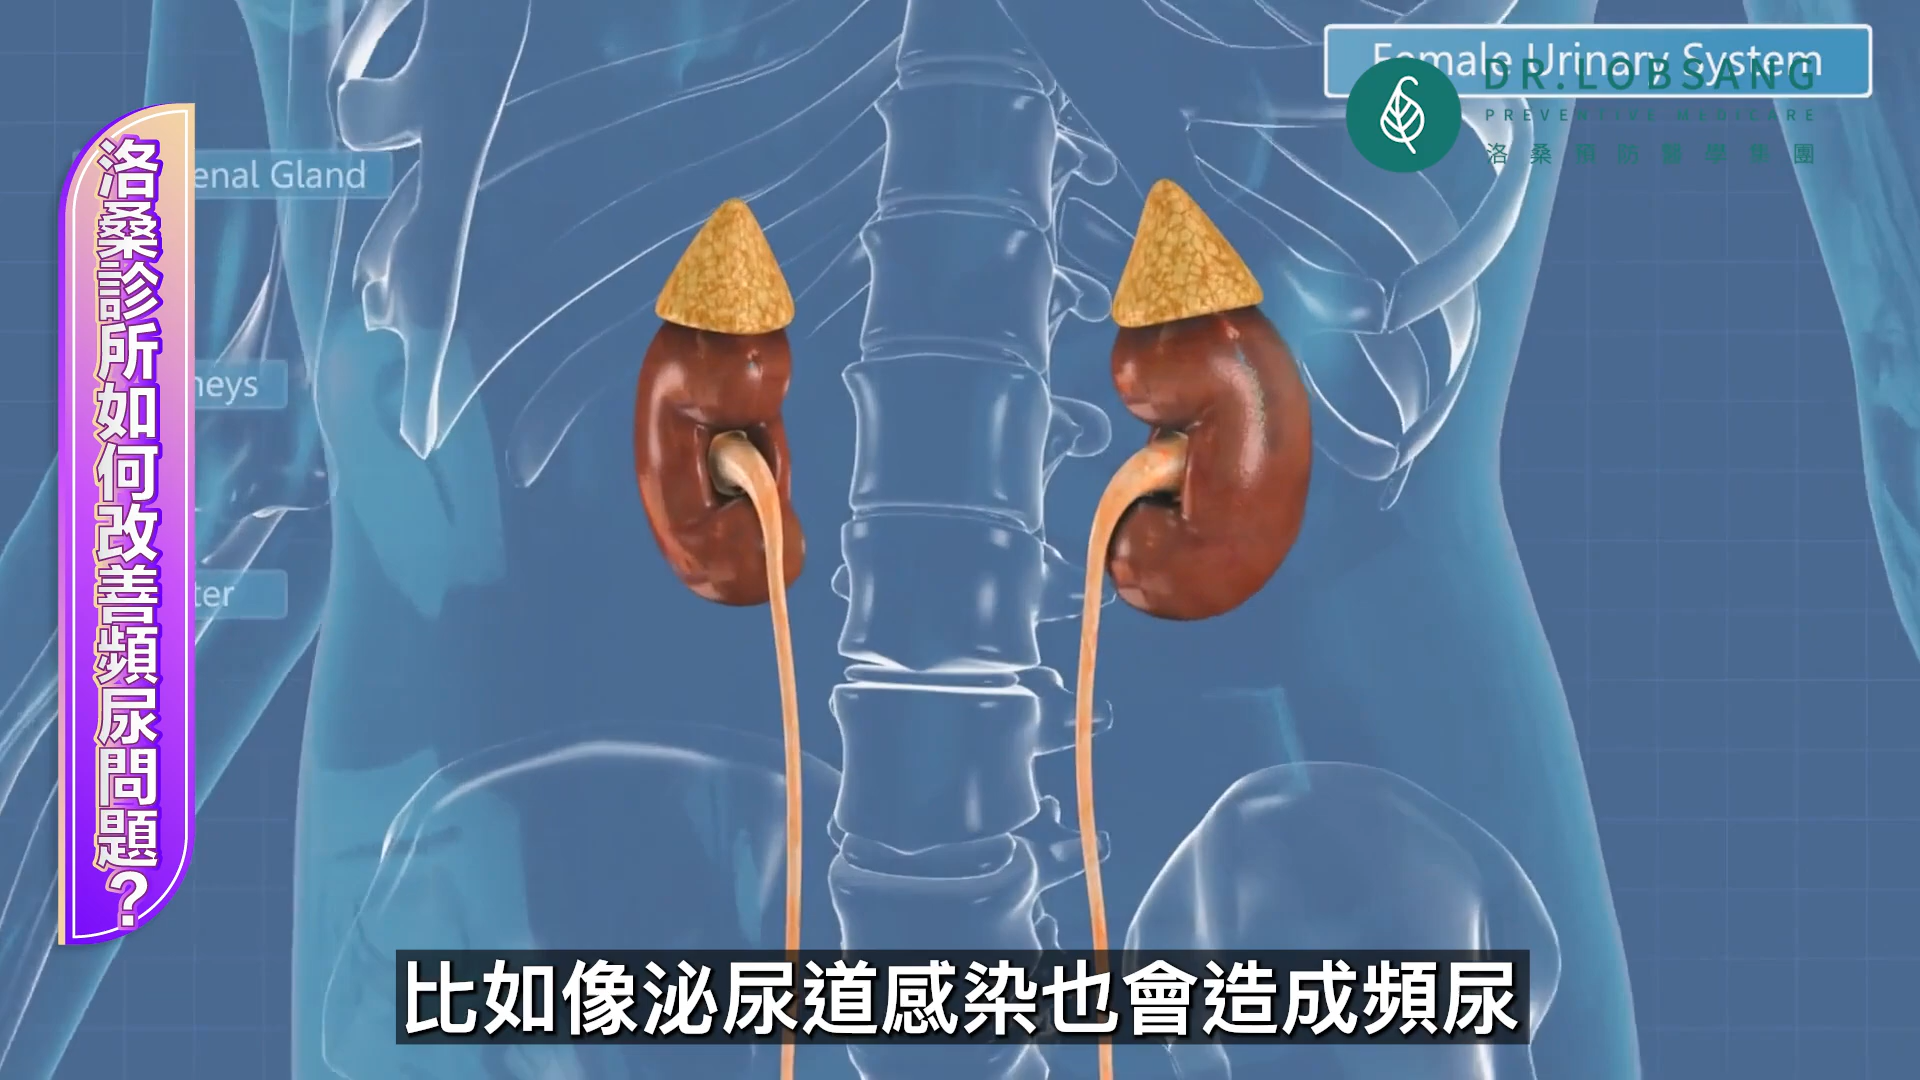 Female Urinary System
DR.LOBSANG
PREVENTIVE MEDICARE
洛桑預防醫學集團
enal Gland
neys
ter
洛桑診所如何改善頻尿問題?
比如像泌尿道感染也會造成頻尿